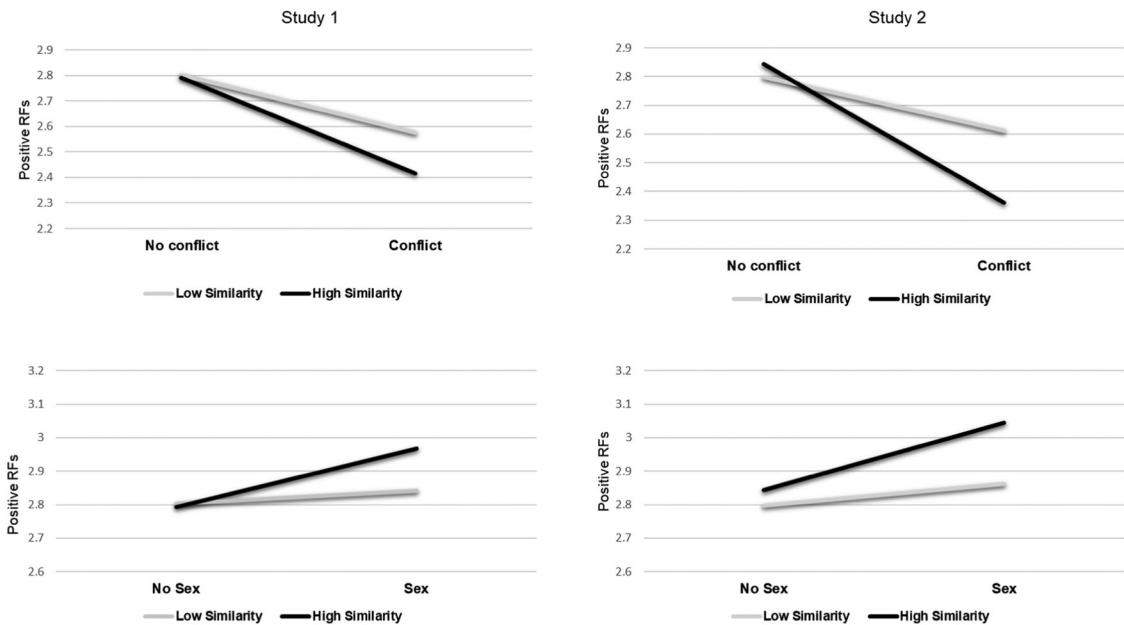 Study 1
Positive RFs
2.9
2.8
2.7
2.6
2.5
2.4
2.3
2.2
No conflict Conflict
Low Similarity High Similarity
Study 2
Positive RFs
2.9
2.8
2.7
2.6
2.5
2.4
2.3
2.2
No conflict Conflict
Low Similarity High Similarity
Positive RFs
3.2
3.1
3
2.9
2.8
2.7
2.6
No Sex Sex
Low Similarity High Similarity
Positive RFs
3.2
3.1
3
2.9
2.8
2.7
2.6
No Sex Sex
Low Similarity High Similarity